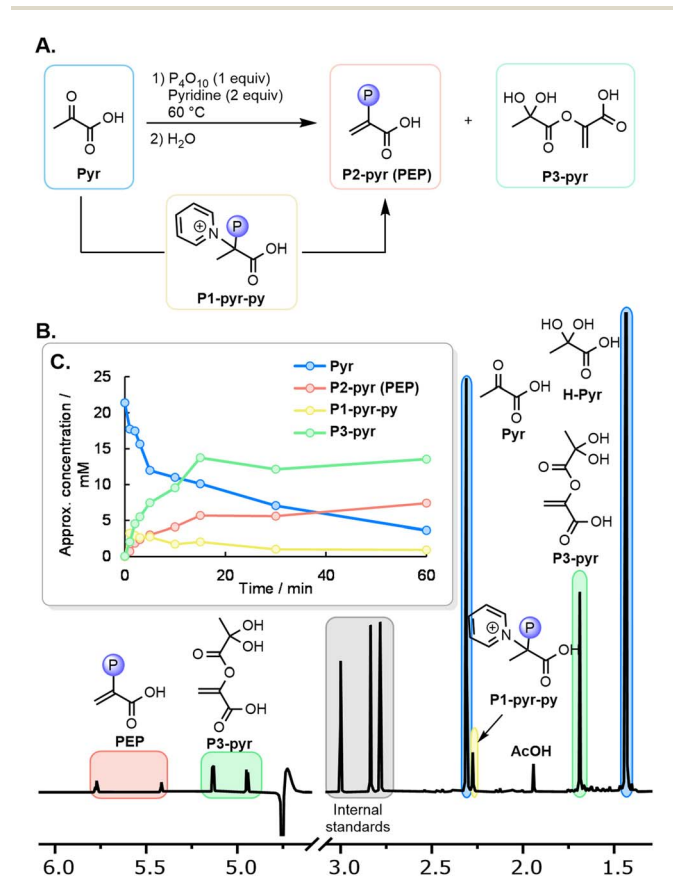 A.
O
OH
O
Pyr
1) P₄O₁₀ (1 equiv)
Pyridine (2 equiv)
60 °C
2) H₂O
P
OH
O
P2-pyr (PEP)
+
HO OH
O
O
OH
O
P3-pyr
⊕
N
P
OH
O
P1-pyr-py
B.
C.
Approx. concentration / mM
25
20
15
10
5
0
0 20 40 60
Time / min
Pyr
P2-pyr (PEP)
P1-pyr-py
P3-pyr
HO OH
OH
O
H-Pyr
O
OH
O
Pyr
OH
OH
O
O
OH
O
P3-pyr
⊕
N
P
OH
O
P1-pyr-py
P
OH
O
PEP
OH
OH
O
O
OH
O
P3-pyr
AcOH
Internal
standards
6.0 5.5 5.0 3.0 2.5 2.0 1.5